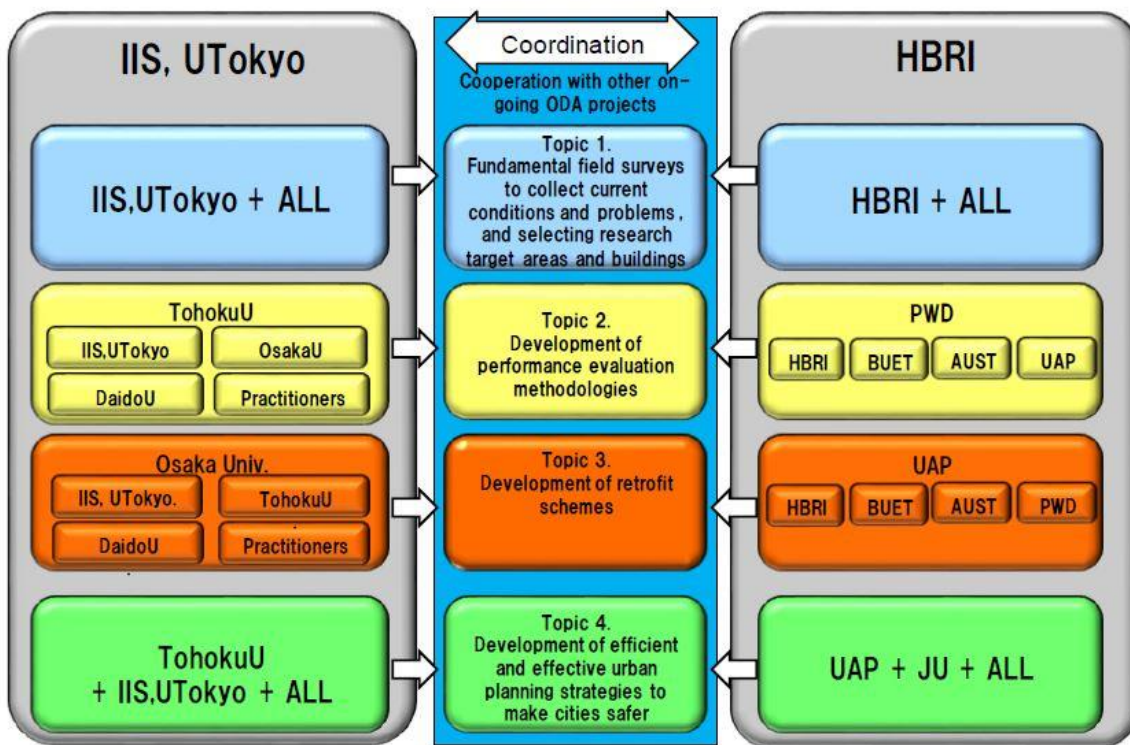 IIS, UTokyo
IIS,UTokyo + ALL
TohokuU
IIS,UTokyo
OsakaU
DaidoU
Practitioners
Osaka Univ.
IIS, UTokyo.
TohokuU
DaidoU
Practitioners
TohokuU
+ IIS,UTokyo + ALL
Coordination
Cooperation with other on-
going ODA projects
Topic 1.
Fundamental field surveys
to collect current
conditions and problems,
and selecting research
target areas and buildings
Topic 2.
Development of
performance evaluation
methodologies
Topic 3.
Development of retrofit
schemes
Topic 4.
Development of efficient
and effective urban
planning strategies to
make cities safer
HBRI
HBRI + ALL
PWD
HBRI
BUET
AUST
UAP
UAP
HBRI
BUET
AUST
PWD
UAP + JU + ALL